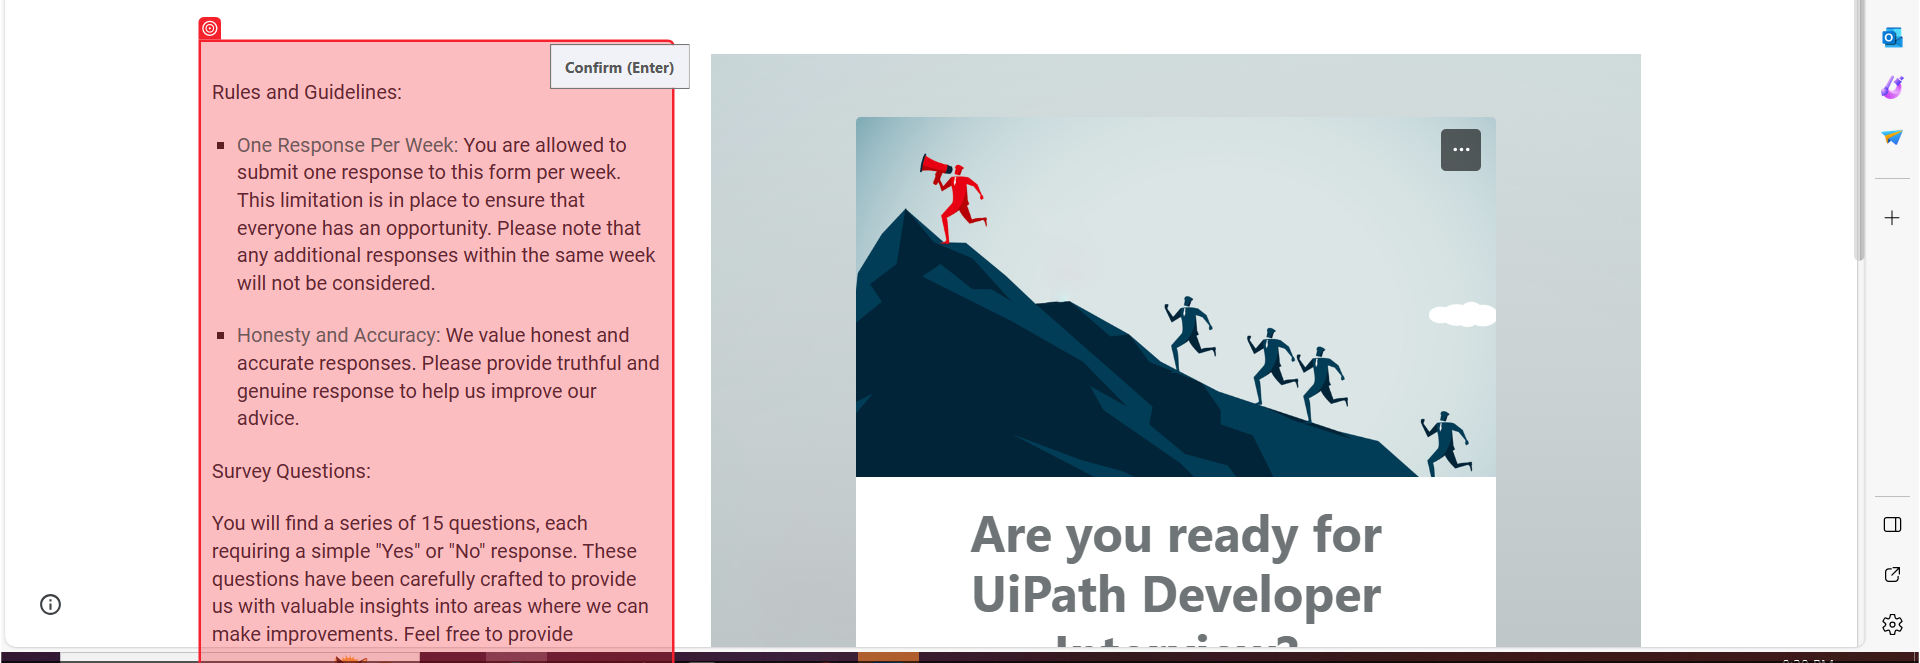 Confirm (Enter)
Rules and Guidelines:
One Response Per Week: You are allowed to
submit one response to this form per week.
This limitation is in place to ensure that
everyone has an opportunity. Please note that
any additional responses within the same week
will not be considered.
Honesty and Accuracy: We value honest and
accurate responses. Please provide truthful and
genuine response to help us improve our
advice.
Survey Questions:
You will find a series of 15 questions, each
requiring a simple "Yes" or "No" response. These
questions have been carefully crafted to provide
us with valuable insights into areas where we can
make improvements. Feel free to provide
Are you ready for
UiPath Developer
Interview?